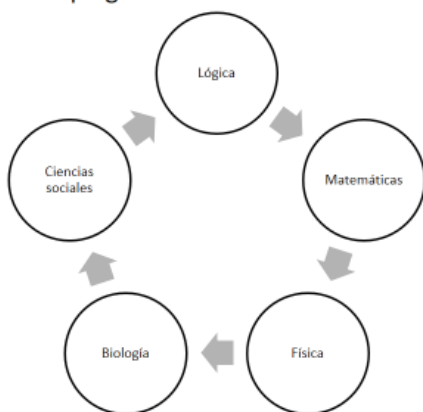 Lógica
Matemáticas
Física
Biología
Ciencias
sociales